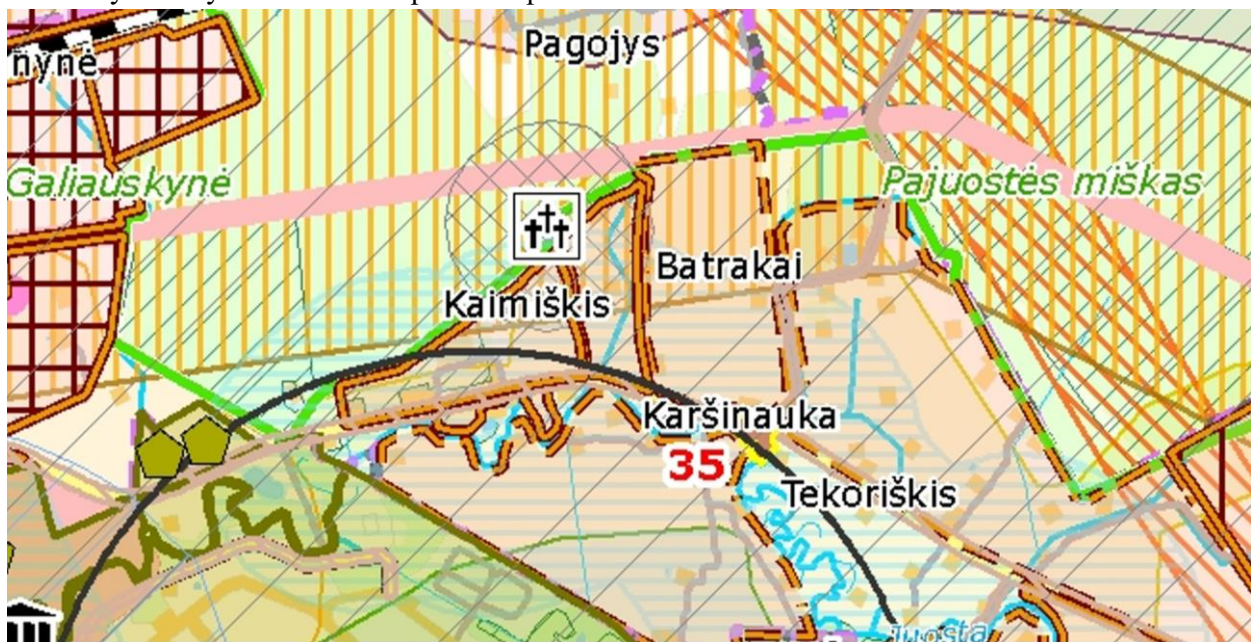 Pagojys
nynė
Galiauskynė
Pajuostės miškas
Batrakai
Kaimiškis
Karšinauka
35
Tekoriškis
Juosta